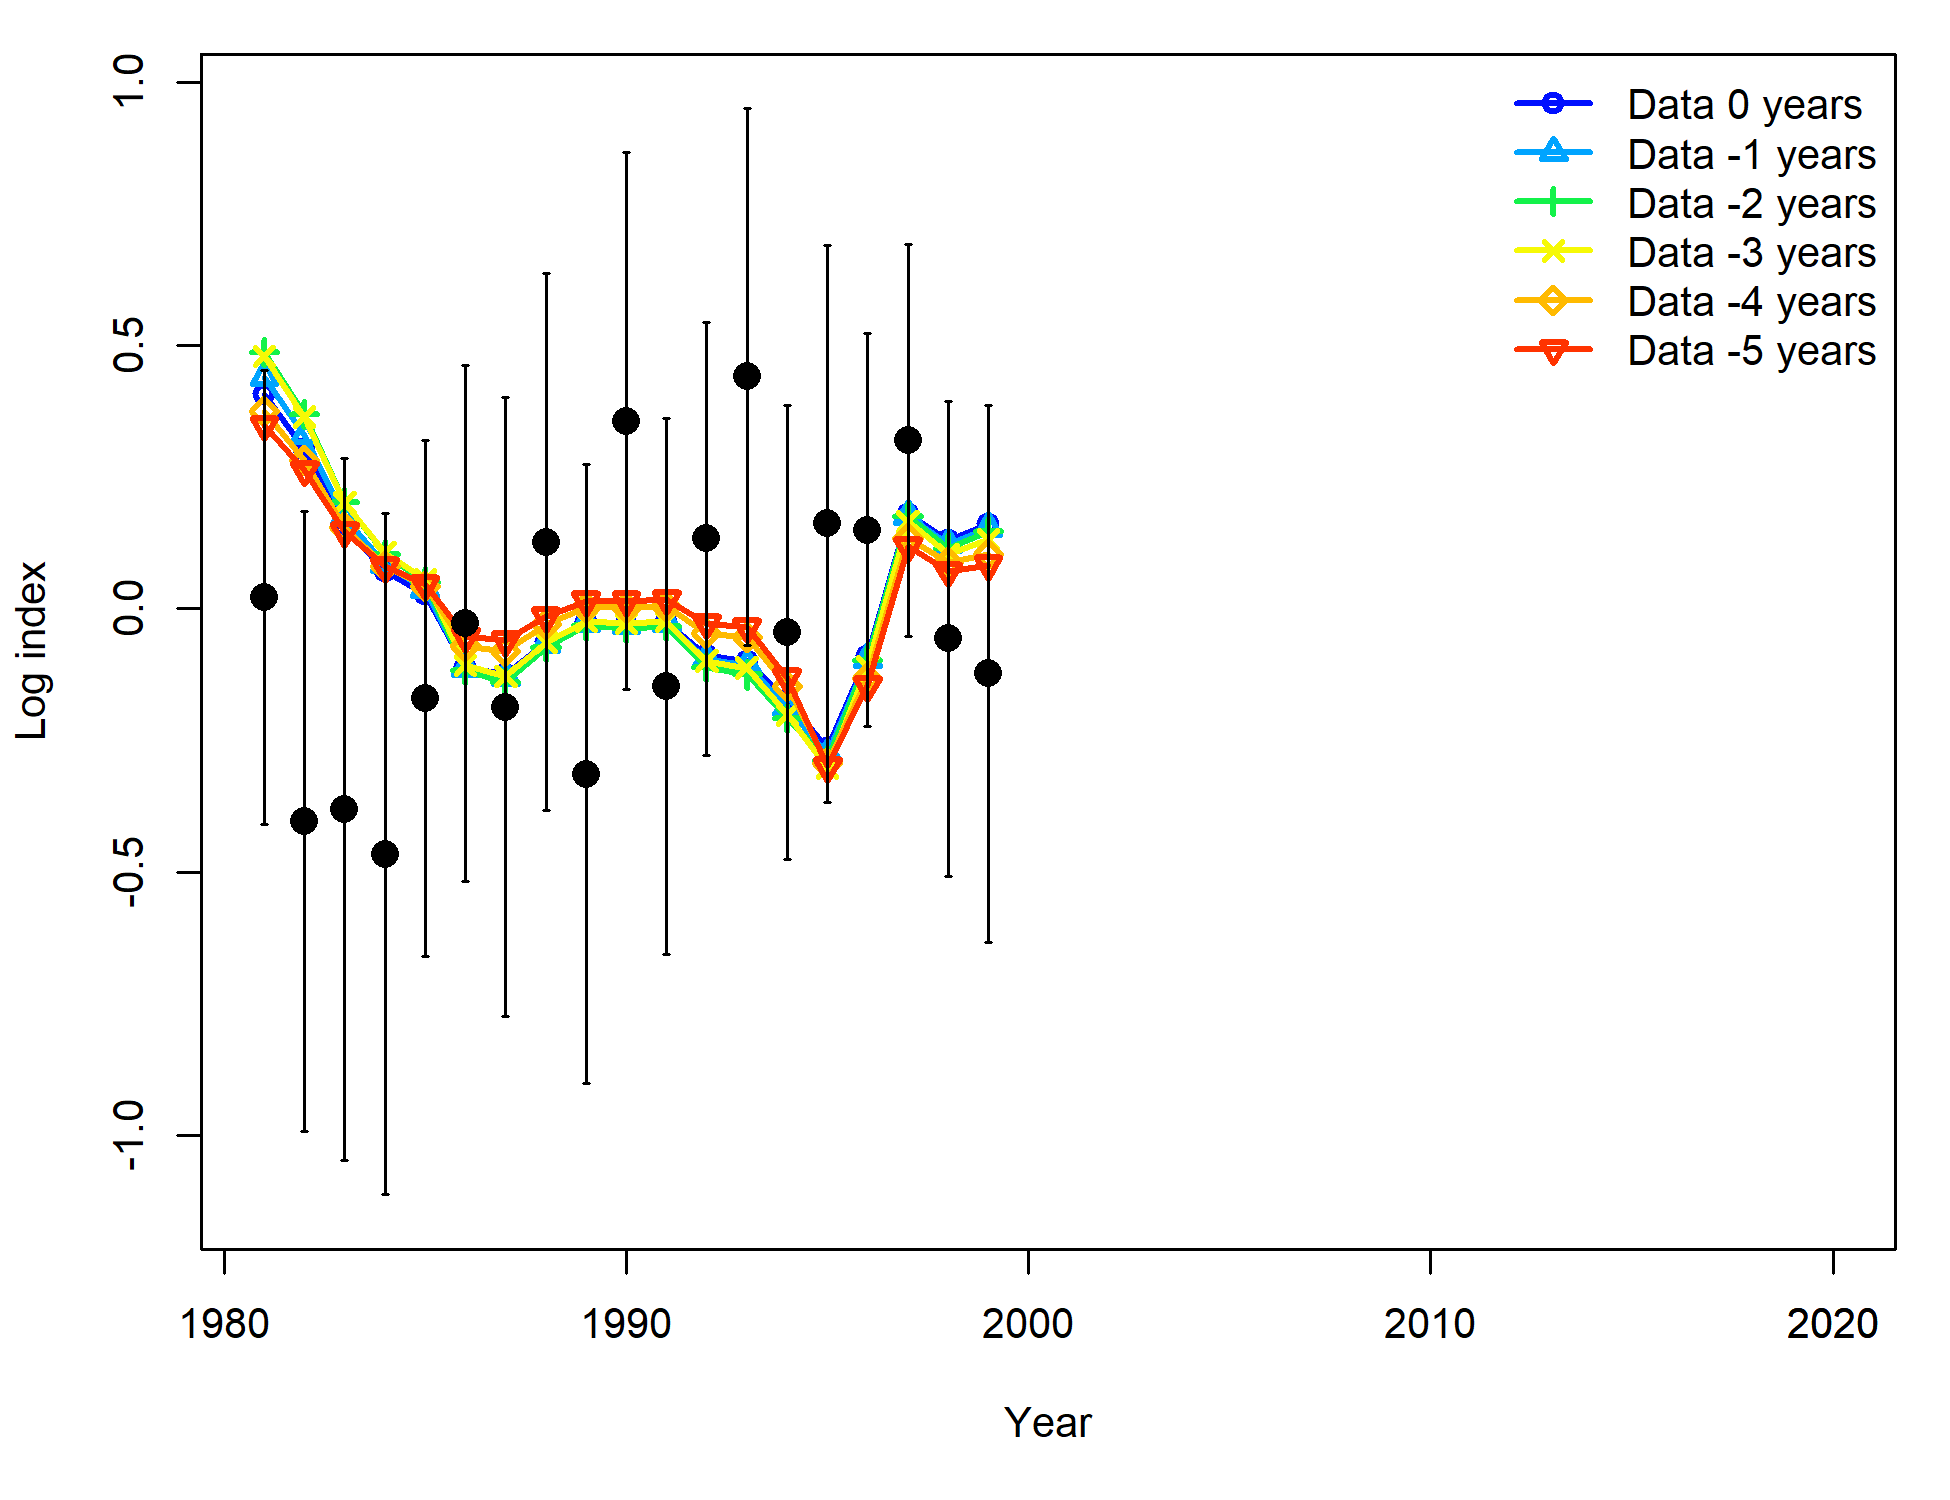 1.0
0.5
0.0
-0.5
-1.0
Log index
Data 0 years
Data -1 years
Data -2 years
Data -3 years
Data -4 years
Data -5 years
1980 1990 2000 2010 2020
Year